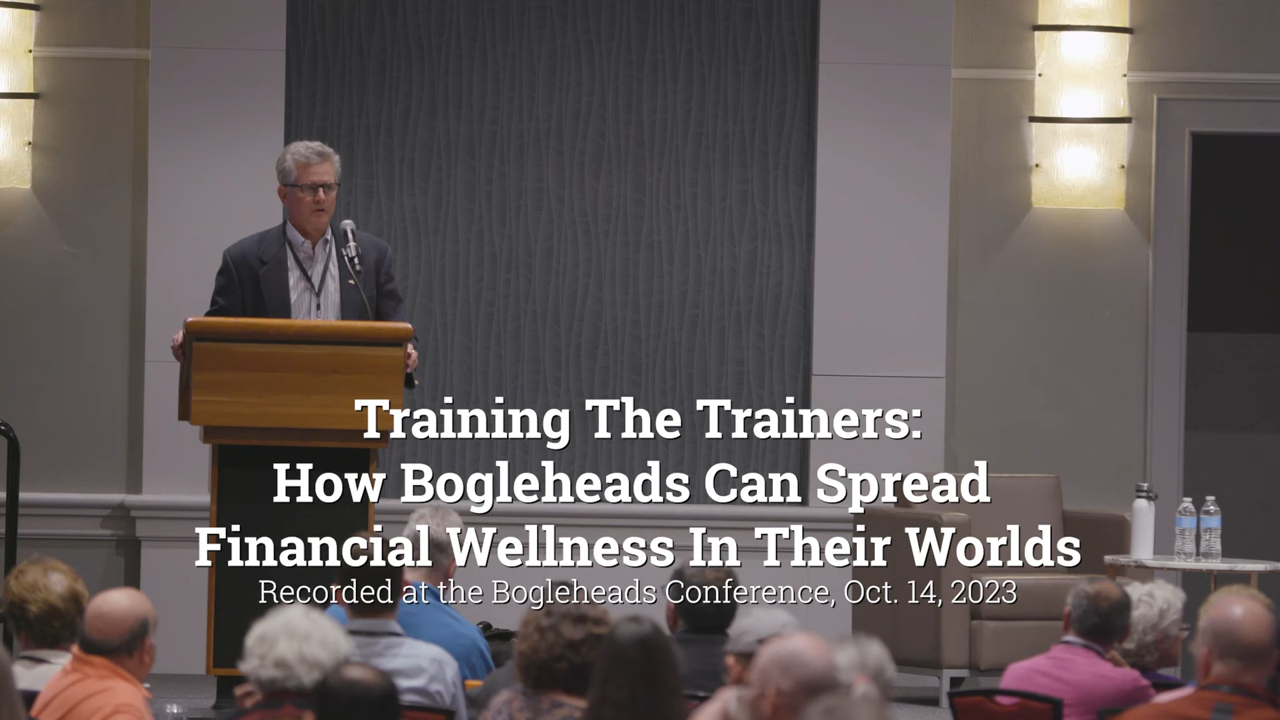 Training The Trainers:
How Bogleheads Can Spread
Financial Wellness In Their Worlds
Recorded at the Bogleheads Conference, Oct. 14, 2023